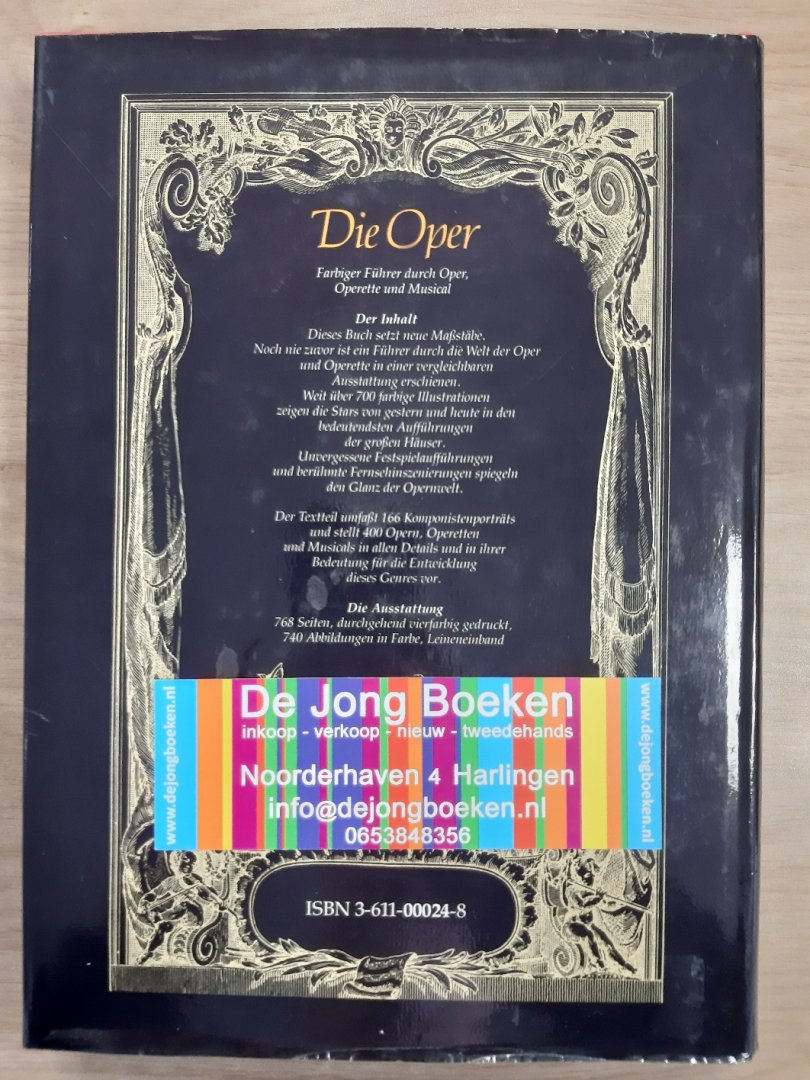 Die Oper
Farbiger Führer durch Oper,
Operette und Musical
Der Inhalt
Dieses Buch setzt neue Maßstäbe.
Noch nie zuvor ist ein Führer durch die Welt der Oper
und Operette in einer vergleichbaren
Ausstattung erschienen.
Weit über 700 farbige Illustrationen
zeigen die Stars von gestern und heute in den
bedeutendsten Aufführungen
der großen Häuser.
Unvergessene Festspielaufführungen
und berühmte Fernsehinszenierungen spiegeln
den Glanz der Opernwelt.
Der Textteil umfaßt 166 Komponistenporträts
und stellt 400 Opern, Operetten
und Musicals in allen Details und in ihrer
Bedeutung für die Entwicklung
dieses Genres vor.
Die Ausstattung
768 Seiten, durchgehend vierfarbig gedruckt,
740 Abbildungen in Farbe, Leineneinband
www.dejongboeken.nl
De Jong Boeken
inkoop - verkoop - nieuw - tweedehands
Noorderhaven 4 Harlingen
info@dejongboeken.nl
0653848356
www.dejongboeken.nl
ISBN 3-611-00024-8